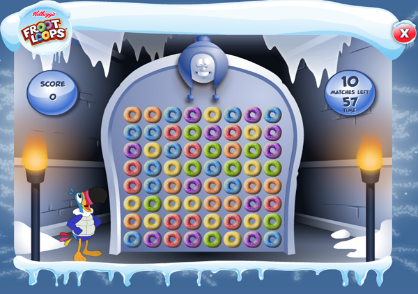 Kellogg's
FROOT
LOOPS
X
SCORE
0
10
MATCHES LEFT
57
TIME